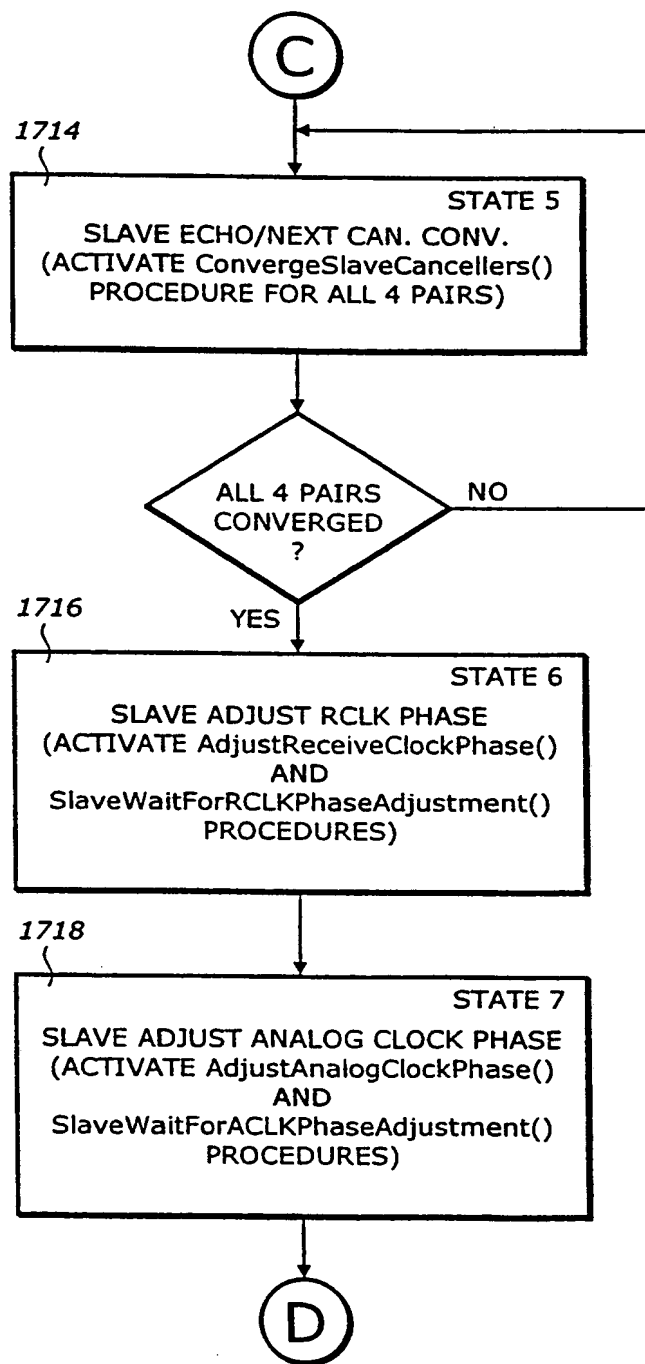 C
1714
STATE 5
SLAVE ECHO/NEXT CAN. CONV.
(ACTIVATE ConvergeSlaveCancellers()
PROCEDURE FOR ALL 4 PAIRS)
ALL 4 PAIRS
CONVERGED
?
NO
YES
1716
STATE 6
SLAVE ADJUST RCLK PHASE
(ACTIVATE AdjustReceiveClockPhase()
AND
SlaveWaitForRCLKPhaseAdjustment()
PROCEDURES)
1718
STATE 7
SLAVE ADJUST ANALOG CLOCK PHASE
(ACTIVATE AdjustAnalogClockPhase()
AND
SlaveWaitForACLKPhaseAdjustment()
PROCEDURES)
D